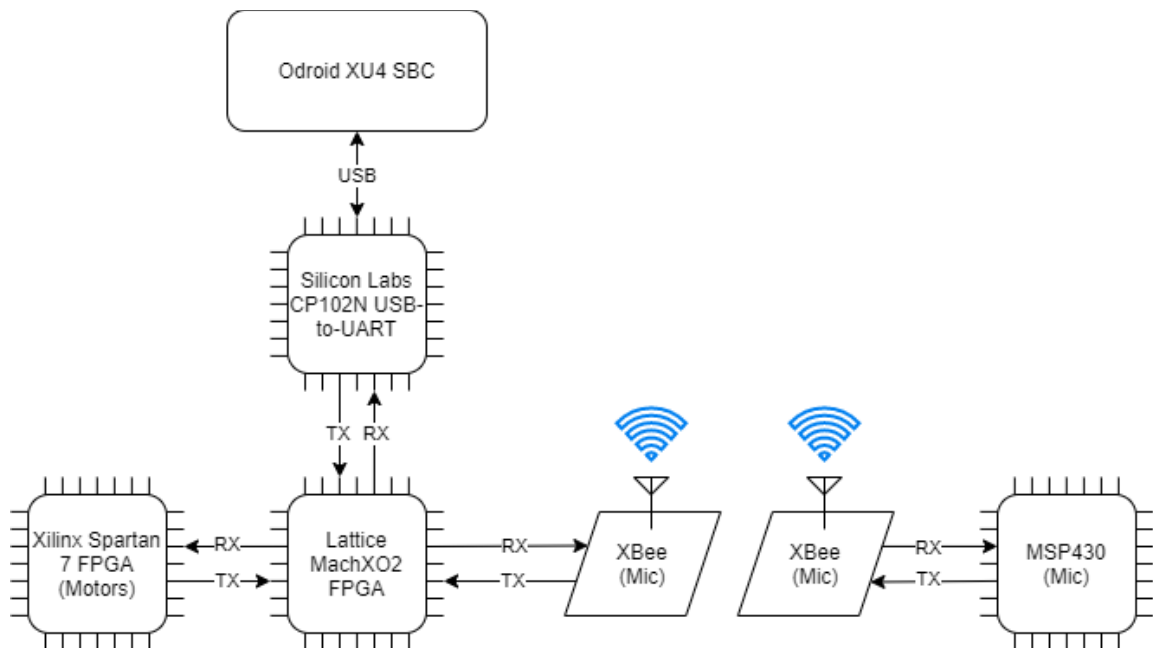 Odroid XU4 SBC
USB
Silicon Labs
CP102N USB-
to-UART
TX RX
Xilinx Spartan
7 FPGA
(Motors)
RX
TX
Lattice
MachXO2
FPGA
RX
TX
XBee
(Mic)
XBee
(Mic)
RX
TX
MSP430
(Mic)